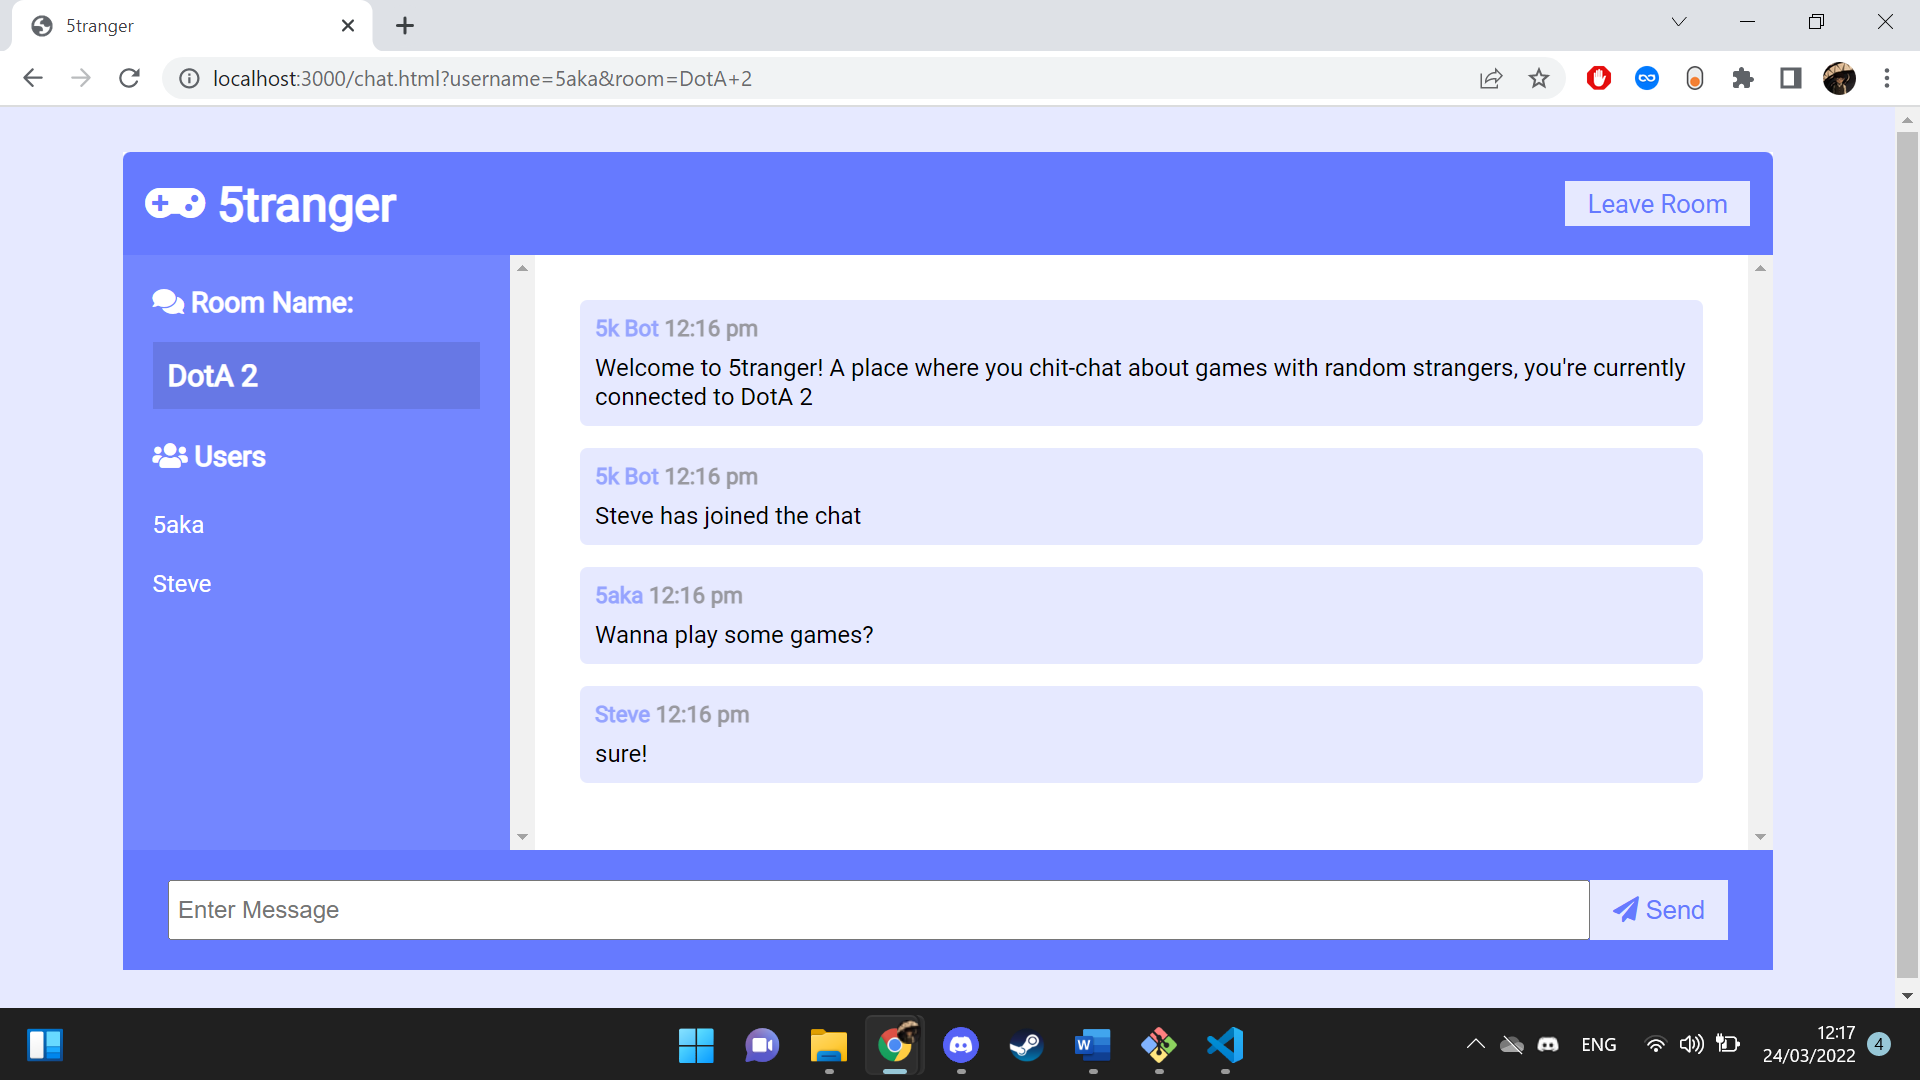 5tranger
localhost:3000/chat.html?username=5aka&room=DotA+2
5tranger
Leave Room
Room Name:
DotA 2
Users
5aka
Steve
5k Bot 12:16 pm
Welcome to 5tranger! A place where you chit-chat about games with random strangers, you're currently
connected to DotA 2
5k Bot 12:16 pm
Steve has joined the chat
5aka 12:16 pm
Wanna play some games?
Steve 12:16 pm
sure!
Enter Message
Send
W
ENG
12:17
24/03/2022
4